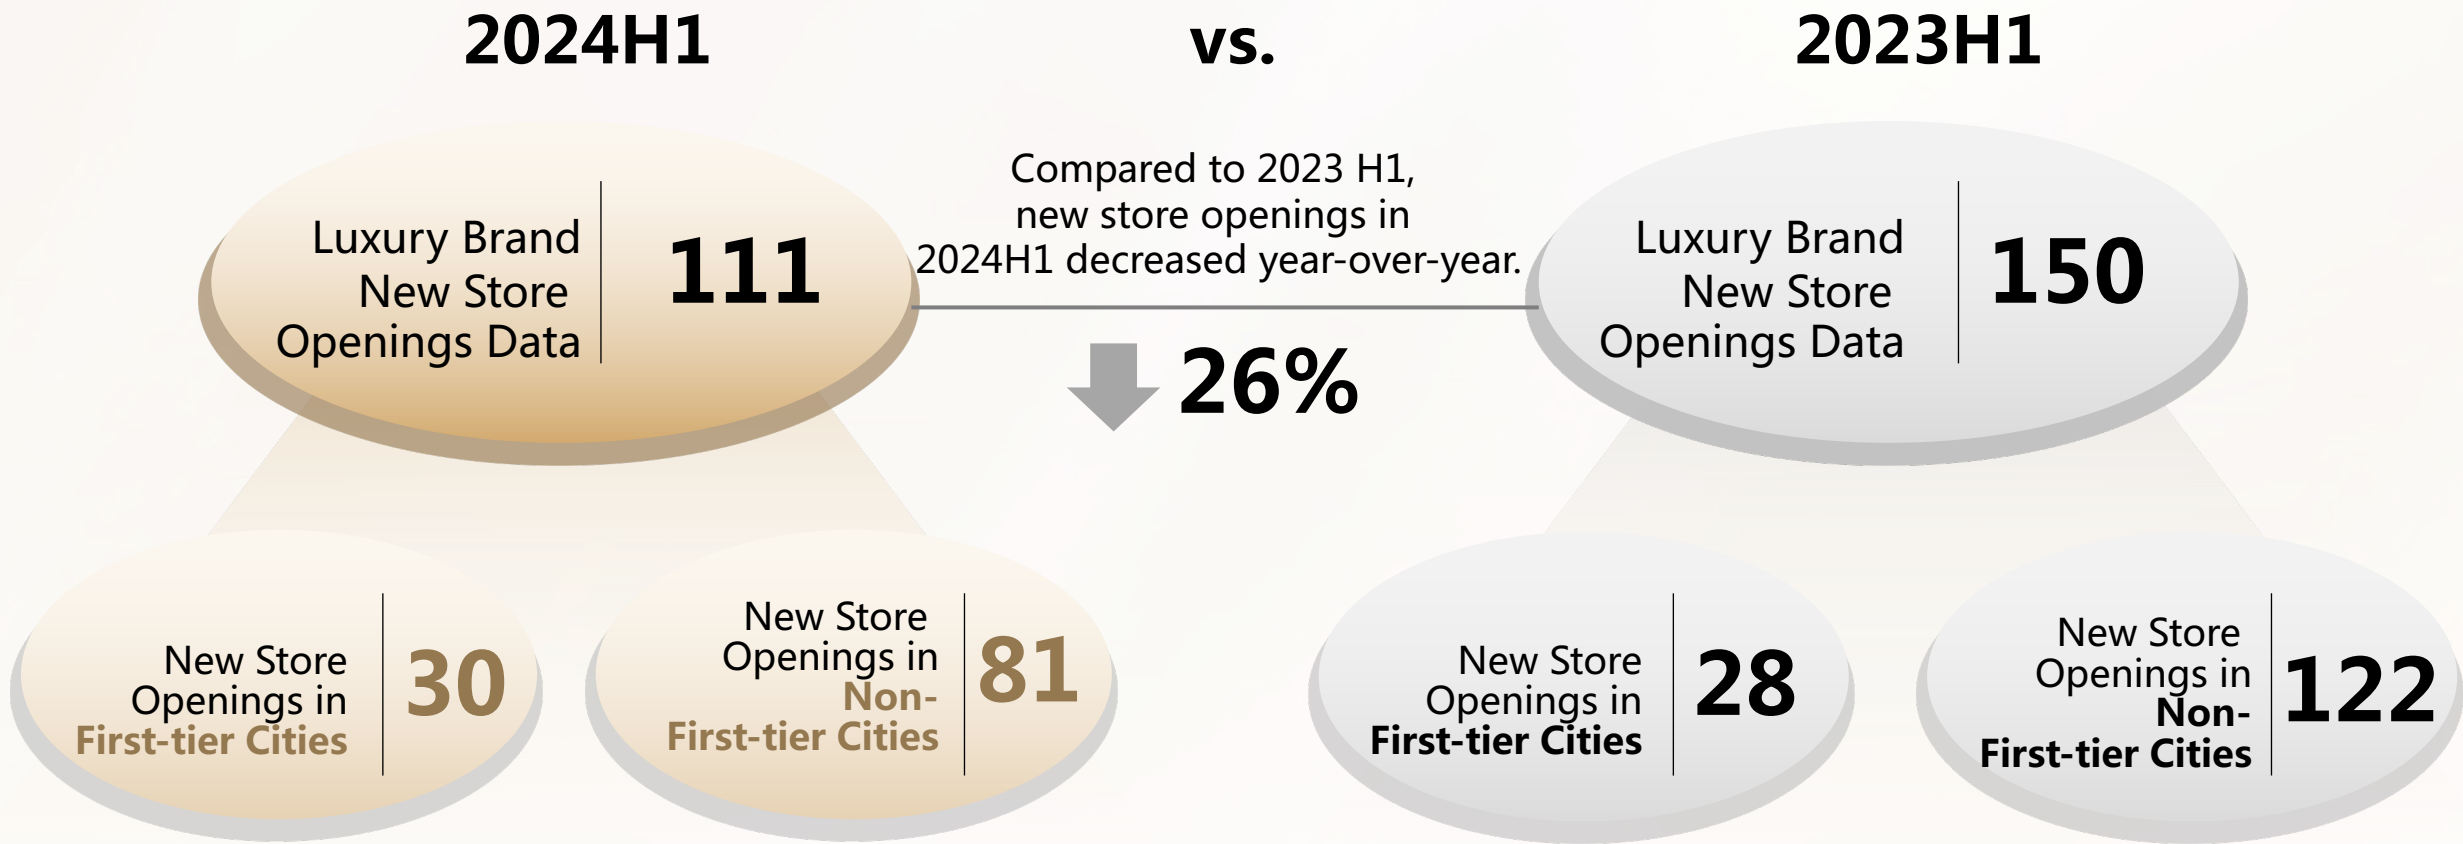 2024H1
vs.
2023H1
Luxury Brand
New Store
Openings Data
111
Compared to 2023 H1,
new store openings in
2024H1 decreased year-over-year.
26%
Luxury Brand
New Store
Openings Data
150
New Store
Openings in
First-tier Cities
30
New Store
Openings in
Non-
First-tier Cities
81
New Store
Openings in
First-tier Cities
28
New Store
Openings in
Non-
First-tier Cities
122